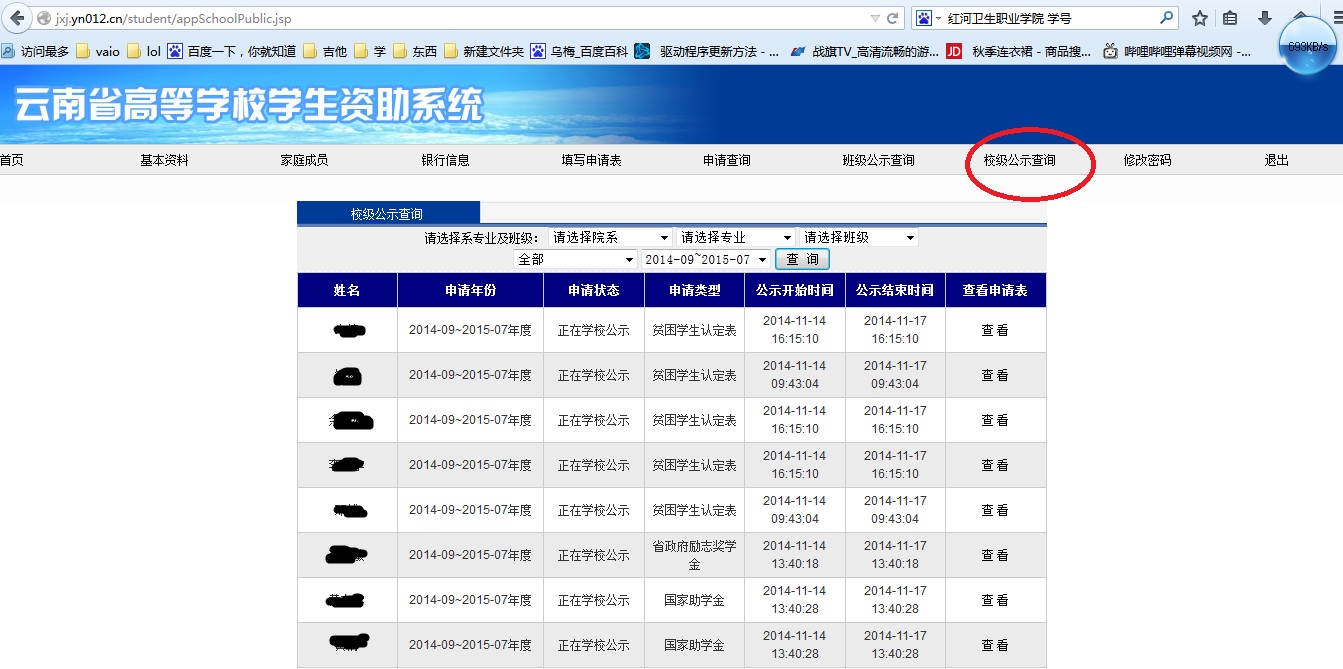 jxj.yn012.cn/student/appSchoolPublic.jsp
红河卫生职业学院 学号
访问最多 vaio lol 百度一下，你就知道 吉他 学 东西 新建文件夹 乌梅_百度百科 驱动程序更新方法 - ... 战旗TV_高清流畅的游... JD 秋季连衣裙 - 商品搜... 哔哩哔哩弹幕视频网 -...
693KB/s
云南省高等学校学生资助系统
首页 基本资料 家庭成员 银行信息 填写申请表 申请查询 班级公示查询 校级公示查询 修改密码 退出
校级公示查询
请选择系专业及班级： 请选择院系 请选择专业 请选择班级
全部 2014-09~2015-07 查 询
姓名 申请年份 申请状态 申请类型 公示开始时间 公示结束时间 查看申请表
2014-09~2015-07年度 正在学校公示 贫困学生认定表 2014-11-14 16:15:10 2014-11-17 16:15:10 查 看
2014-09~2015-07年度 正在学校公示 贫困学生认定表 2014-11-14 09:43:04 2014-11-17 09:43:04 查 看
2014-09~2015-07年度 正在学校公示 贫困学生认定表 2014-11-14 16:15:10 2014-11-17 16:15:10 查 看
2014-09~2015-07年度 正在学校公示 贫困学生认定表 2014-11-14 16:15:10 2014-11-17 16:15:10 查 看
2014-09~2015-07年度 正在学校公示 贫困学生认定表 2014-11-14 09:43:04 2014-11-17 09:43:04 查 看
2014-09~2015-07年度 正在学校公示 省政府励志奖学金 2014-11-14 13:40:18 2014-11-17 13:40:18 查 看
2014-09~2015-07年度 正在学校公示 国家助学金 2014-11-14 13:40:28 2014-11-17 13:40:28 查 看
2014-09~2015-07年度 正在学校公示 国家助学金 2014-11-14 13:40:28 2014-11-17 13:40:28 查 看